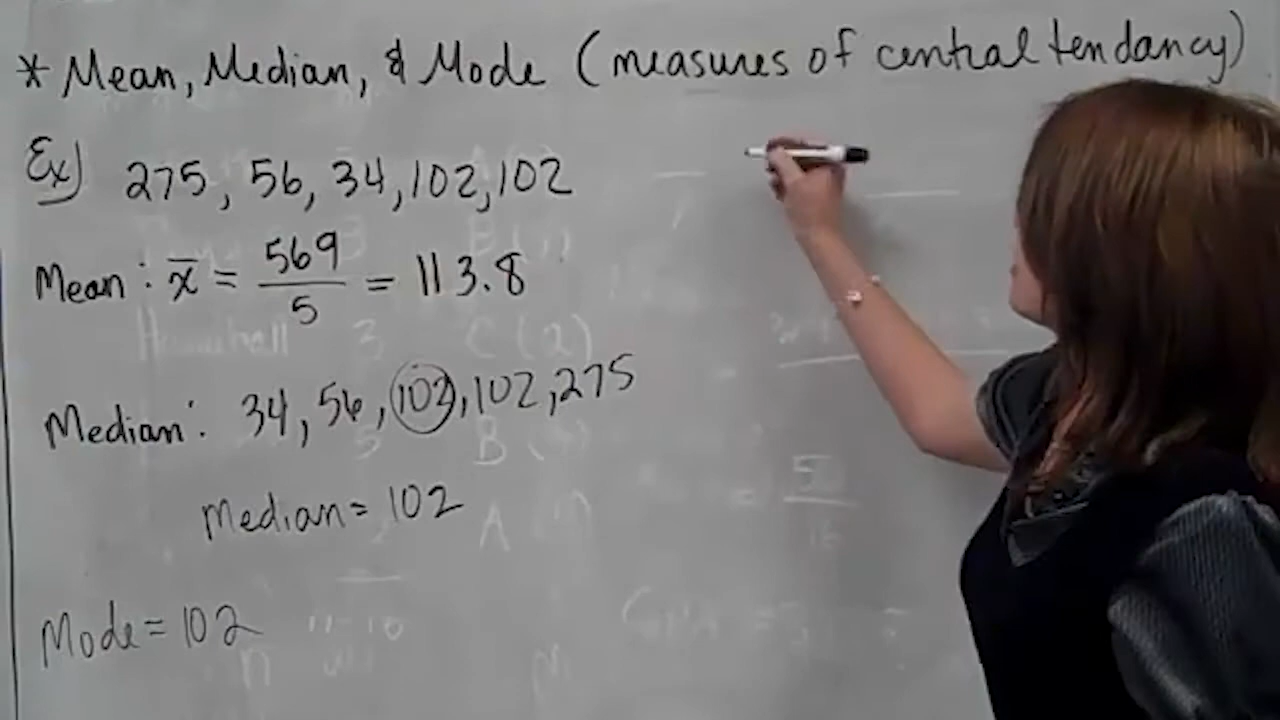 * Mean, Median, & Mode (measures of central tendancy)
Ex) 275, 56, 34, 102, 102
Mean: x̄ = 569/5 = 113.8
Median: 34, 56, 102, 102, 275
Median = 102
Mode = 102